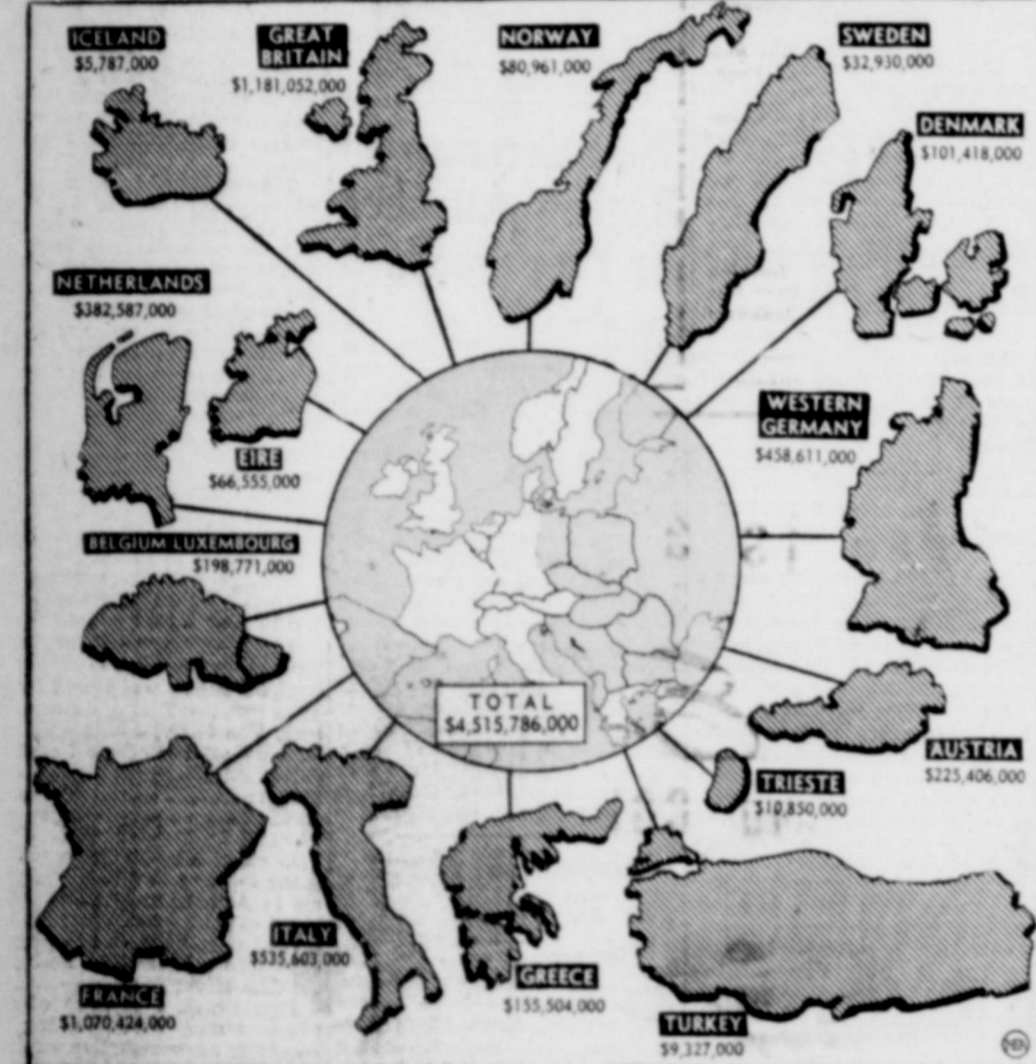 ICELAND
$5,787,000
GREAT
BRITAIN
$1,181,052,000
NORWAY
$80,961,000
SWEDEN
$32,930,000
DENMARK
$101,418,000
NETHERLANDS
$382,587,000
EIRE
$66,555,000
WESTERN
GERMANY
$458,611,000
BELGIUM LUXEMBOURG
$198,771,000
TOTAL
$4,515,786,000
AUSTRIA
$225,406,000
TRIESTE
$10,850,000
FRANCE
$1,070,424,000
ITALY
$535,603,000
GREECE
$155,504,000
TURKEY
$9,327,000